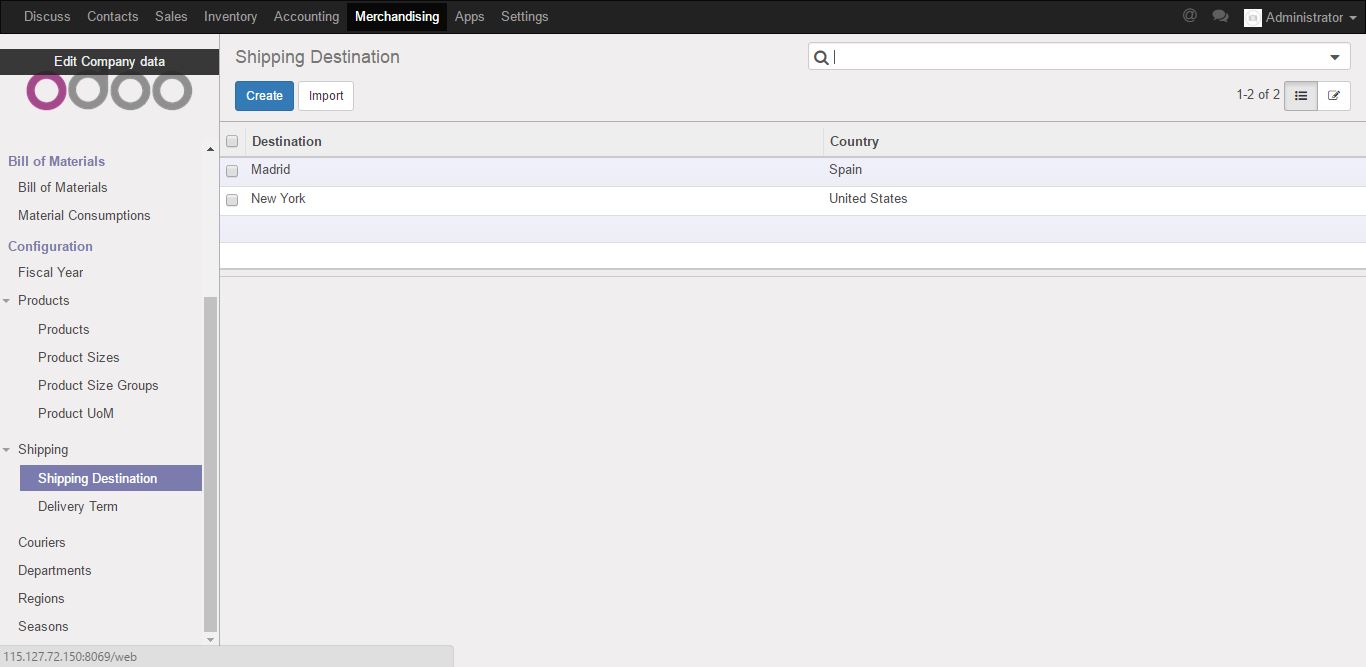 Discuss Contacts Sales Inventory Accounting Merchandising Apps Settings @ Administrator
Edit Company data
odoo
Shipping Destination
Create Import
1-2 of 2
Destination Country
Madrid Spain
New York United States
Bill of Materials
Bill of Materials
Material Consumptions
Configuration
Fiscal Year
Products
Products
Product Sizes
Product Size Groups
Product UoM
Shipping
Shipping Destination
Delivery Term
Couriers
Departments
Regions
Seasons
115.127.72.150:8069/web